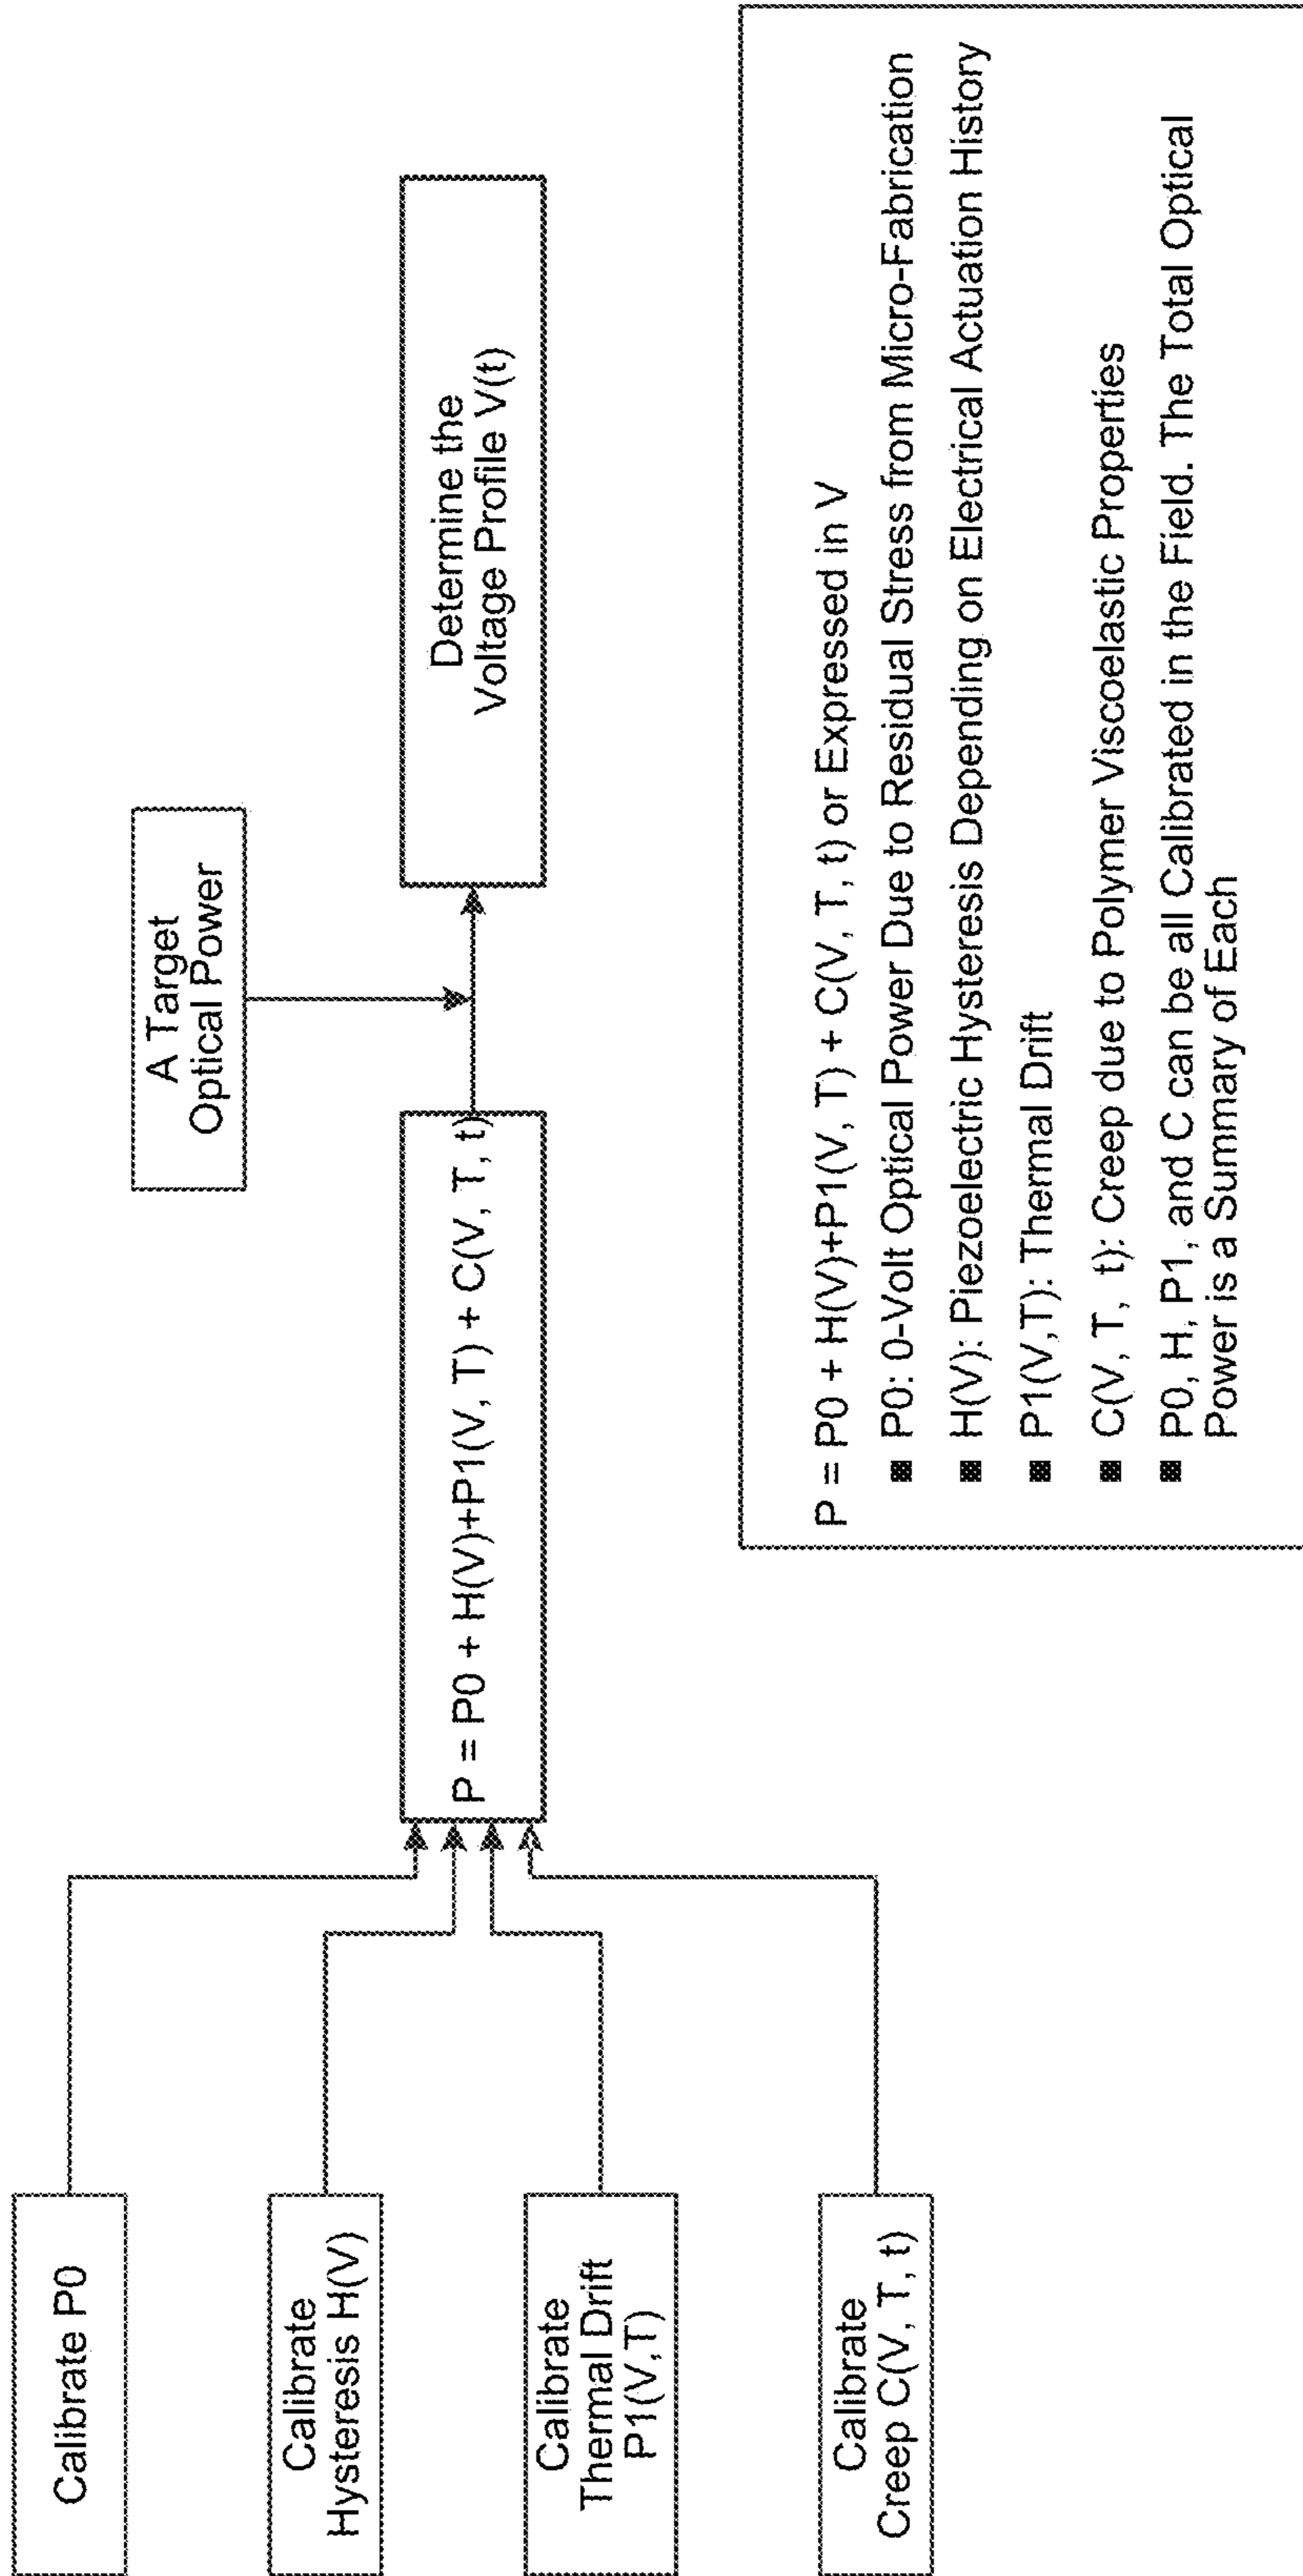 Calibrate P0
Calibrate
Hysteresis H(V)
Calibrate
Thermal Drift
P1(V,T)
Calibrate
Creep C(V, T, t)
P = P0 + H(V)+P1(V, T) + C(V, T, t)
A Target
Optical Power
Determine the
Voltage Profile V(t)
P = P0 + H(V)+P1(V, T) + C(V, T, t) or Expressed in V
■ P0: 0-Volt Optical Power Due to Residual Stress from Micro-Fabrication
■ H(V): Piezoelectric Hysteresis Depending on Electrical Actuation History
■ P1(V,T): Thermal Drift
■ C(V, T, t): Creep due to Polymer Viscoelastic Properties
■ P0, H, P1, and C can be all Calibrated in the Field. The Total Optical
Power is a Summary of Each